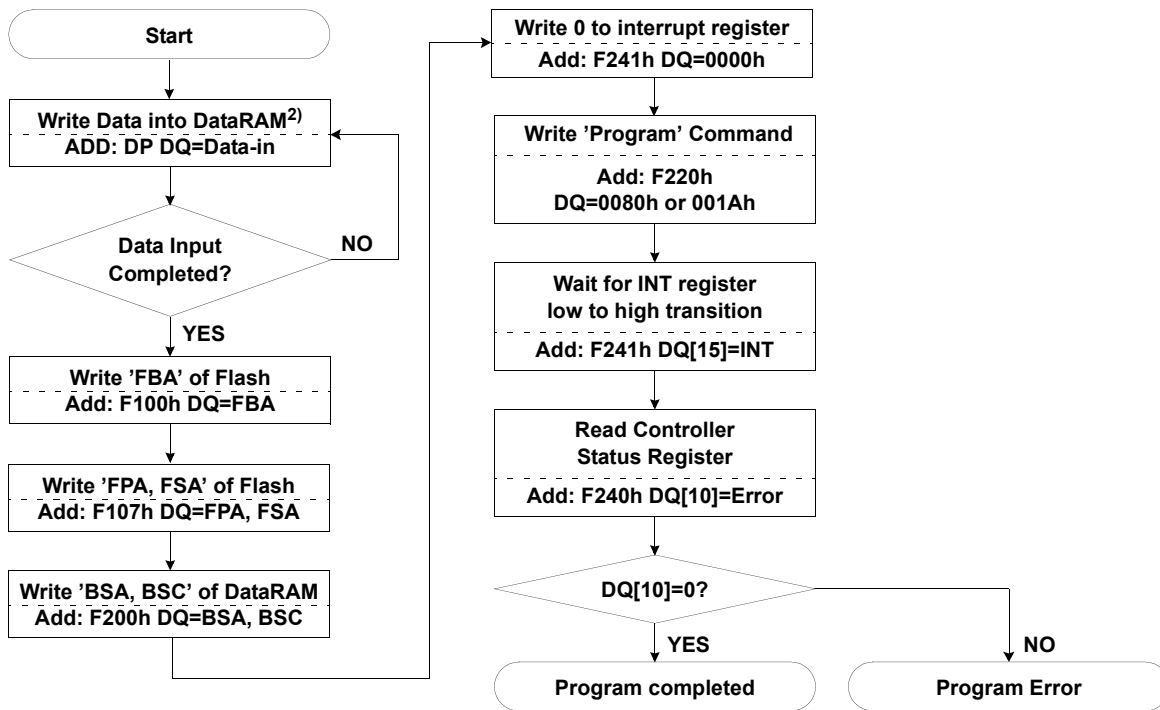 Start
Write Data into DataRAM2)
ADD: DP DQ=Data-in
Data Input
Completed?
NO
YES
Write ’FBA’ of Flash
Add: F100h DQ=FBA
Write ’FPA, FSA’ of Flash
Add: F107h DQ=FPA, FSA
Write ’BSA, BSC’ of DataRAM
Add: F200h DQ=BSA, BSC
Write 0 to interrupt register
Add: F241h DQ=0000h
Write ’Program’ Command
Add: F220h
DQ=0080h or 001Ah
Wait for INT register
low to high transition
Add: F241h DQ[15]=INT
Read Controller
Status Register
Add: F240h DQ[10]=Error
DQ[10]=0?
YES
NO
Program completed
Program Error